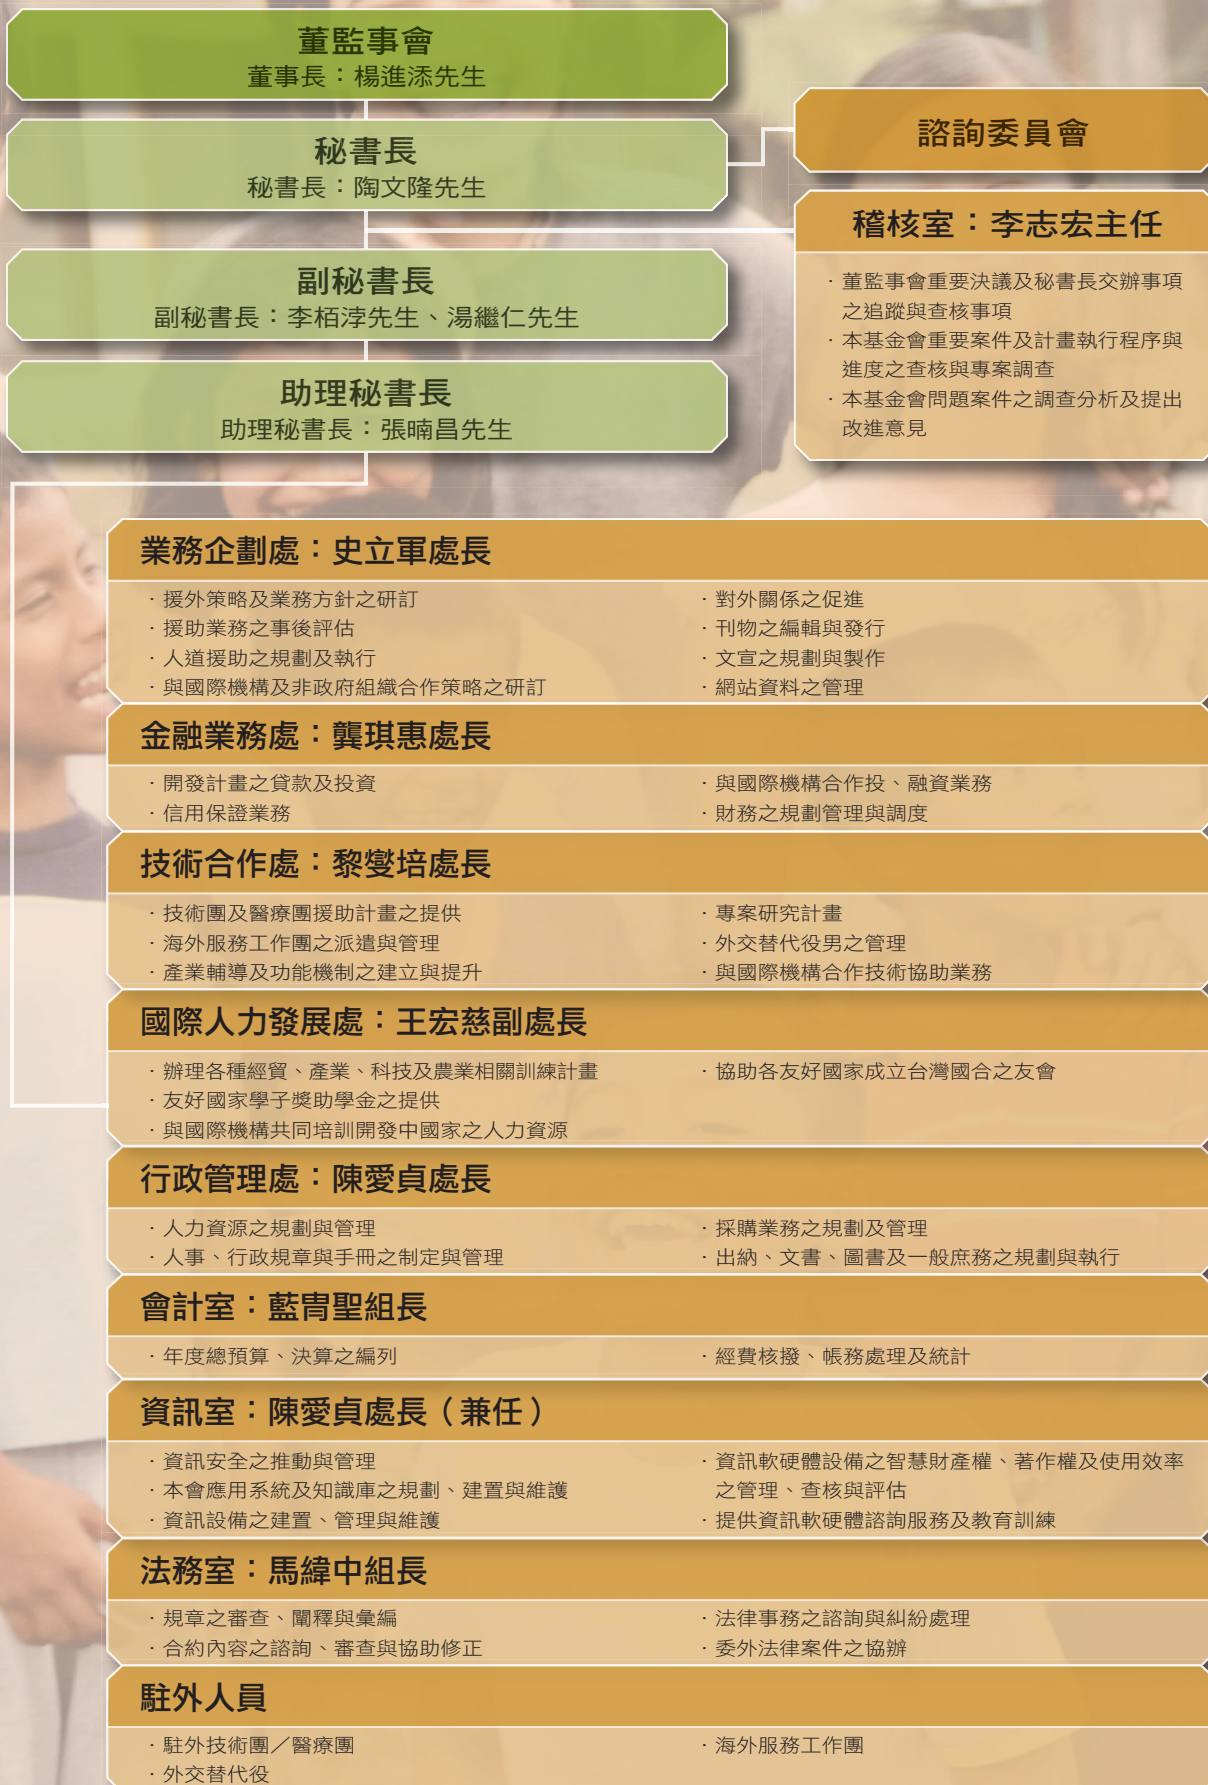 董監事會
董事長：楊進添先生
秘書長
秘書長：陶文隆先生
諮詢委員會
稽核室：李志宏主任
· 董監事會重要決議及秘書長交辦事項
之追蹤與查核事項
· 本基金會重要案件及計畫執行程序與
進度之查核與專案調查
· 本基金會問題案件之調查分析及提出
改進意見
副秘書長
副秘書長：李栢浡先生、湯繼仁先生
助理秘書長
助理秘書長：張喃昌先生
業務企劃處：史立軍處長
· 援外策略及業務方針之研訂
· 援助業務之事後評估
· 人道援助之規劃及執行
· 與國際機構及非政府組織合作策略之研訂
· 對外關係之促進
· 刊物之編輯與發行
· 文宣之規劃與製作
· 網站資料之管理
金融業務處：龔琪惠處長
· 開發計畫之貸款及投資
· 信用保證業務
· 與國際機構合作投、融資業務
· 財務之規劃管理與調度
技術合作處：黎燮培處長
· 技術團及醫療團援助計畫之提供
· 海外服務工作團之派遣與管理
· 產業輔導及功能機制之建立與提升
· 專案研究計畫
· 外交替代役男之管理
· 與國際機構合作技術協助業務
國際人力發展處：王宏慈副處長
· 辦理各種經貿、產業、科技及農業相關訓練計畫
· 友好國家學子獎助學金之提供
· 與國際機構共同培訓開發中國家之人力資源
· 協助各友好國家成立台灣國合之友會
行政管理處：陳愛貞處長
· 人力資源之規劃與管理
· 人事、行政規章與手冊之制定與管理
· 採購業務之規劃及管理
· 出納、文書、圖書及一般庶務之規劃與執行
會計室：藍冑聖組長
· 年度總預算、決算之編列
· 經費核撥、帳務處理及統計
資訊室：陳愛貞處長（兼任）
· 資訊安全之推動與管理
· 本會應用系統及知識庫之規劃、建置與維護
· 資訊設備之建置、管理與維護
· 資訊軟硬體設備之智慧財產權、著作權及使用效率
之管理、查核與評估
· 提供資訊軟硬體諮詢服務及教育訓練
法務室：馬緯中組長
· 規章之審查、闡釋與彙編
· 合約內容之諮詢、審查與協助修正
· 法律事務之諮詢與糾紛處理
· 委外法律案件之協辦
駐外人員
· 駐外技術團／醫療團
· 外交替代役
· 海外服務工作團